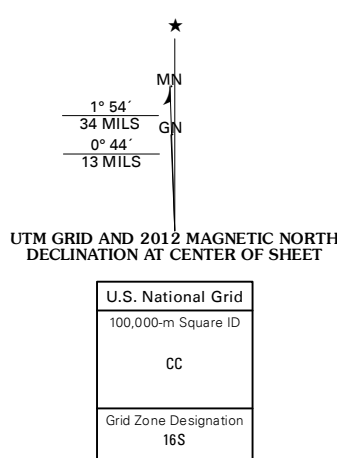 ★
MN
1° 54´
34 MILS
GN
0° 44´
13 MILS
UTM GRID AND 2012 MAGNETIC NORTH
DECLINATION AT CENTER OF SHEET
U.S. National Grid
100,000-m Square ID
CC
Grid Zone Designation
16S